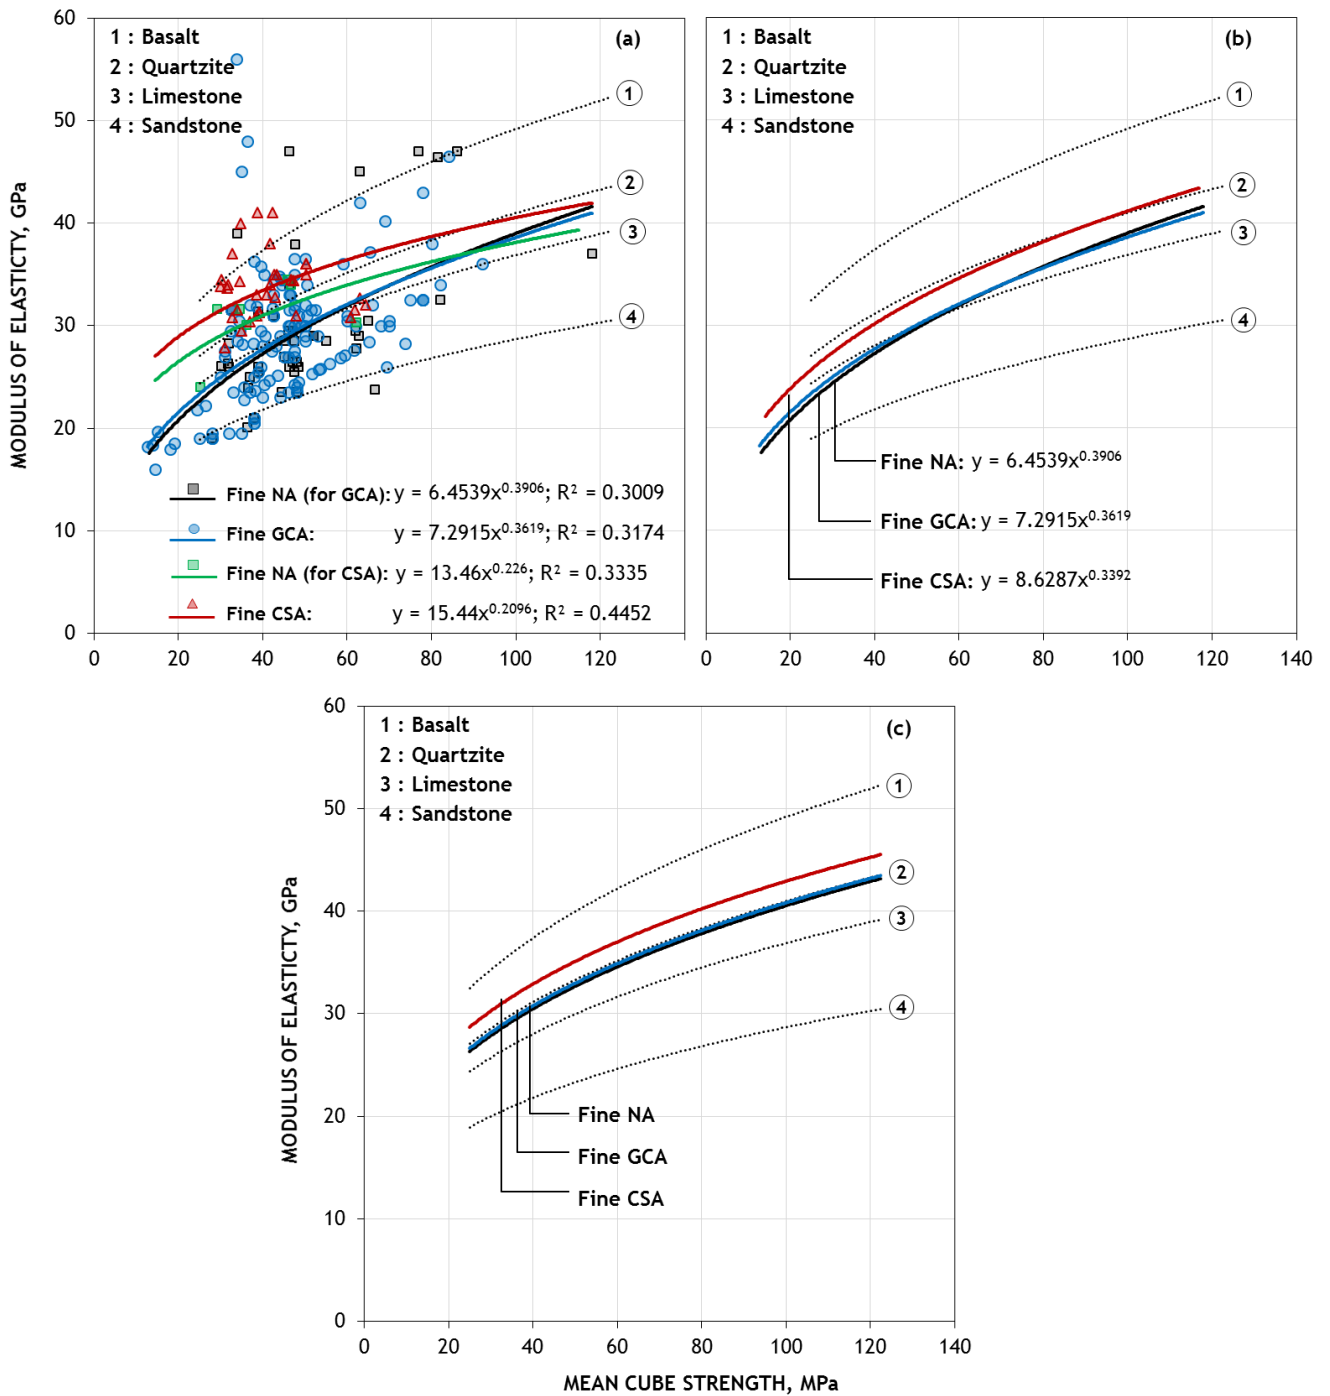 60
50
40
30
20
10
0
MODULUS OF ELASTICTY, GPa
1 : Basalt
2 : Quartzite
3 : Limestone
4 : Sandstone
(a)
1
2
3
4
Fine NA (for GCA): y = 6.4539x^0.3906; R² = 0.3009
Fine GCA: y = 7.2915x^0.3619; R² = 0.3174
Fine NA (for CSA): y = 13.46x^0.226; R² = 0.3335
Fine CSA: y = 15.44x^0.2096; R² = 0.4452
0 20 40 60 80 100 120
1 : Basalt
2 : Quartzite
3 : Limestone
4 : Sandstone
(b)
1
2
3
4
Fine NA: y = 6.4539x^0.3906
Fine GCA: y = 7.2915x^0.3619
Fine CSA: y = 8.6287x^0.3392
0 20 40 60 80 100 120 140
60
50
40
30
20
10
0
MODULUS OF ELASTICTY, GPa
1 : Basalt
2 : Quartzite
3 : Limestone
4 : Sandstone
(c)
1
2
3
4
Fine NA
Fine GCA
Fine CSA
0 20 40 60 80 100 120 140
MEAN CUBE STRENGTH, MPa